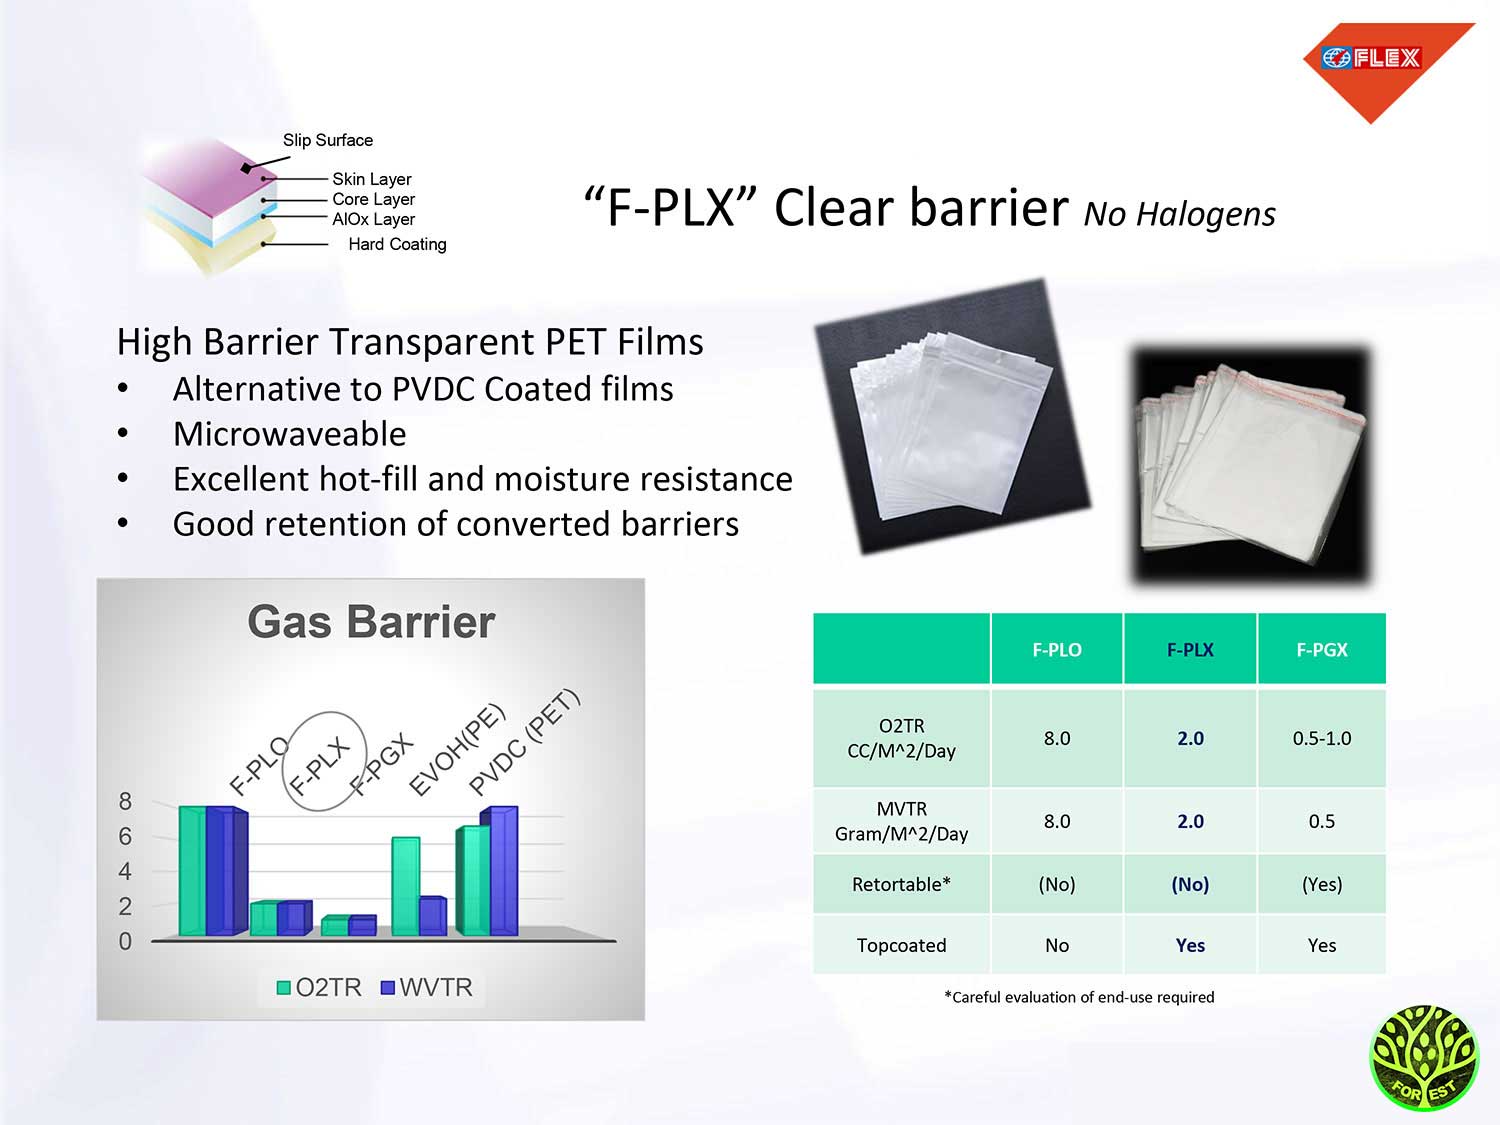 FLEX
Slip Surface
Skin Layer
Core Layer
AlOx Layer
Hard Coating
“F-PLX” Clear barrier No Halogens
High Barrier Transparent PET Films
• Alternative to PVDC Coated films
• Microwaveable
• Excellent hot-fill and moisture resistance
• Good retention of converted barriers
Gas Barrier
F-PLO
F-PLX
F-PGX
EVOH(PE)
PVDC (PET)
8
6
4
2
0
O2TR WVTR
F-PLO F-PLX F-PGX
O2TR
CC/M^2/Day 8.0 2.0 0.5-1.0
MVTR
Gram/M^2/Day 8.0 2.0 0.5
Retortable* (No) (No) (Yes)
Topcoated No Yes Yes
*Careful evaluation of end-use required
FOREST